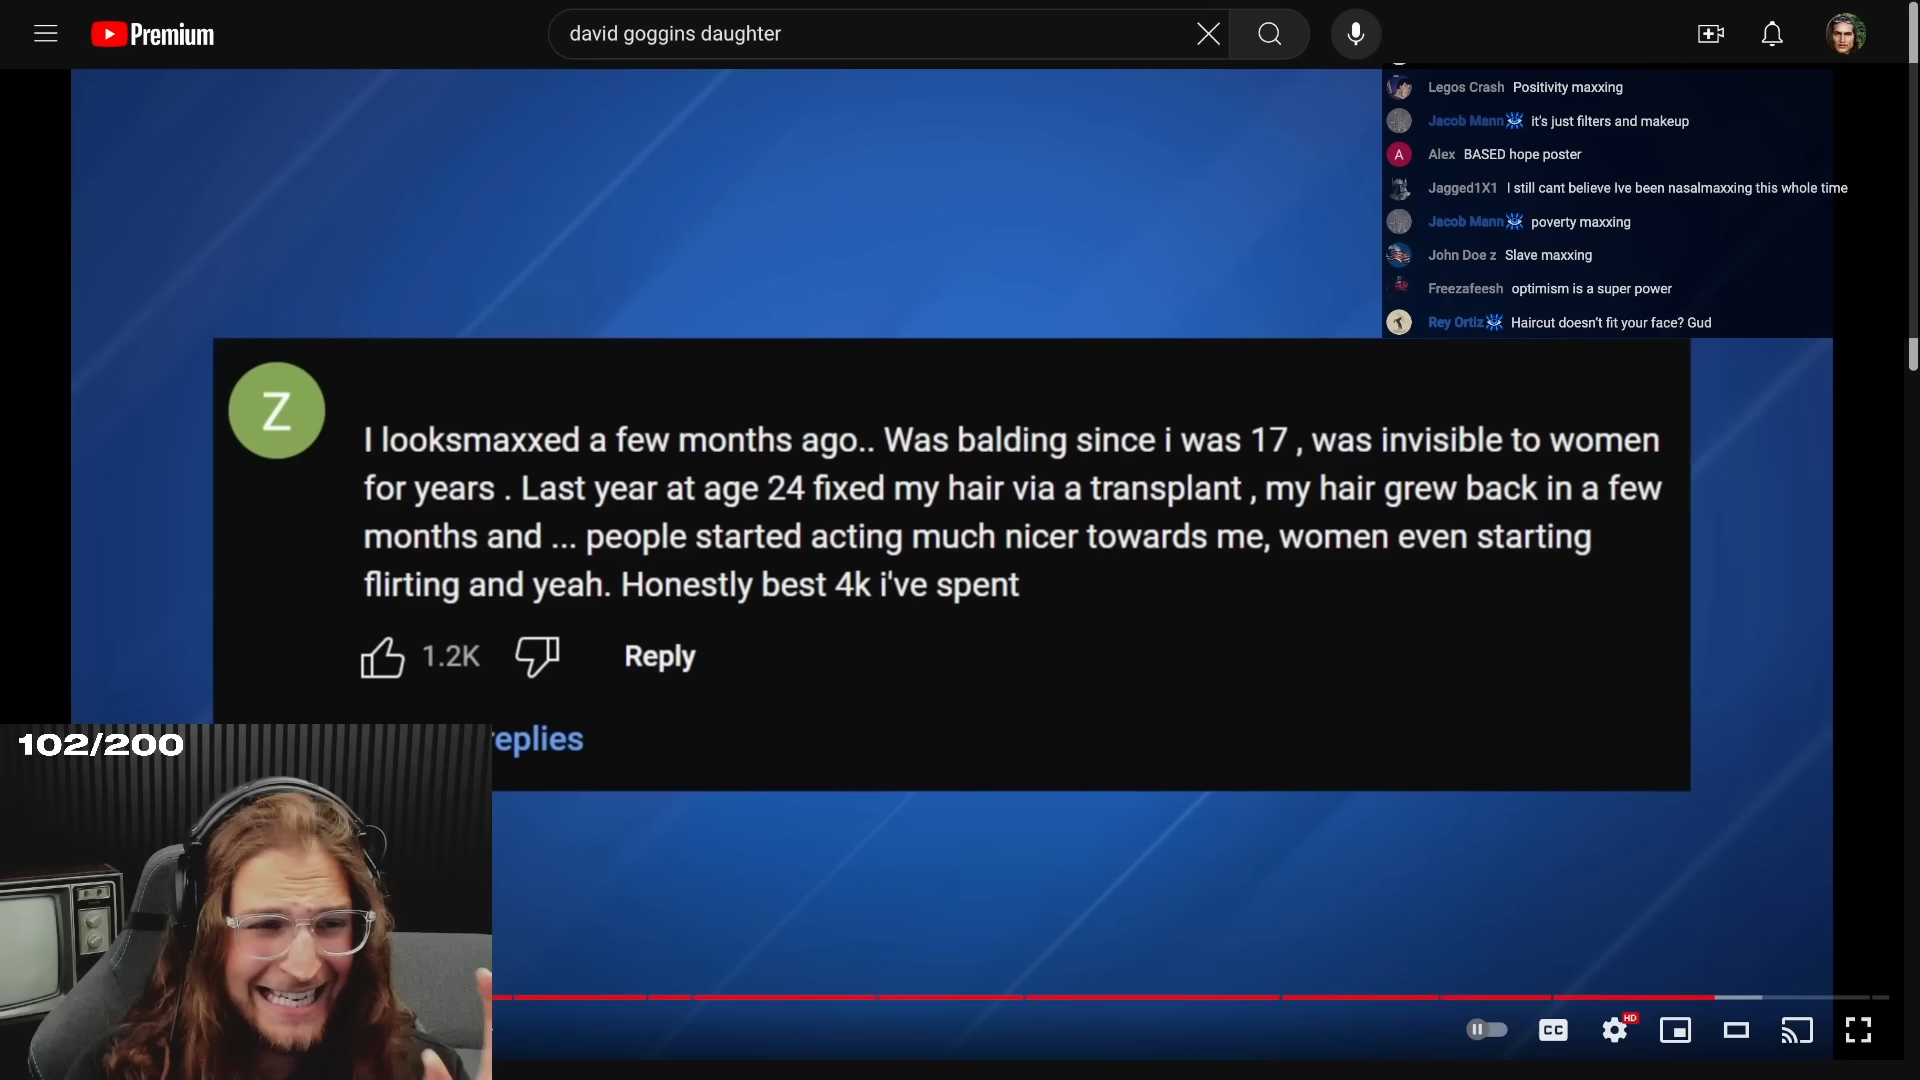 Premium
david goggins daughter
Legos Crash Positivity maxxing
Jacob Mann it's just filters and makeup
A Alex BASED hope poster
Jagged1X1 I still cant believe Ive been nasalmaxxing this whole time
Jacob Mann poverty maxxing
John Doe z Slave maxxing
Freezafeesh optimism is a super power
Rey Ortiz Haircut doesn't fit your face? Gud
Z
I looksmaxxed a few months ago.. Was balding since i was 17 , was invisible to women
for years . Last year at age 24 fixed my hair via a transplant , my hair grew back in a few
months and ... people started acting much nicer towards me, women even starting
flirting and yeah. Honestly best 4k i've spent
1.2K Reply
replies
102/200
CC HD